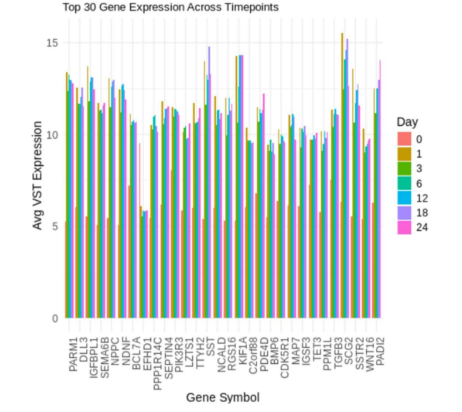 Top 30 Gene Expression Across Timepoints
Avg VST Expression
15
10
5
0
PARM1
DLL3
IGFBPL1
SEMA6B
NPPC
NDNF
BCL7A
EFHD1
PPP1R14C
SEPTIN4
PIK3R3
LZTS1
TTYH2
SST
NCALD
RGS16
KIF1A
C2orf88
PDE4D
BMP6
CDK5R1
MAP7
IGSF3
TET3
PPM1L
TGFB3
SCG2
SSTR2
WNT16
PADI2
Gene Symbol
Day
0
1
3
6
12
18
24